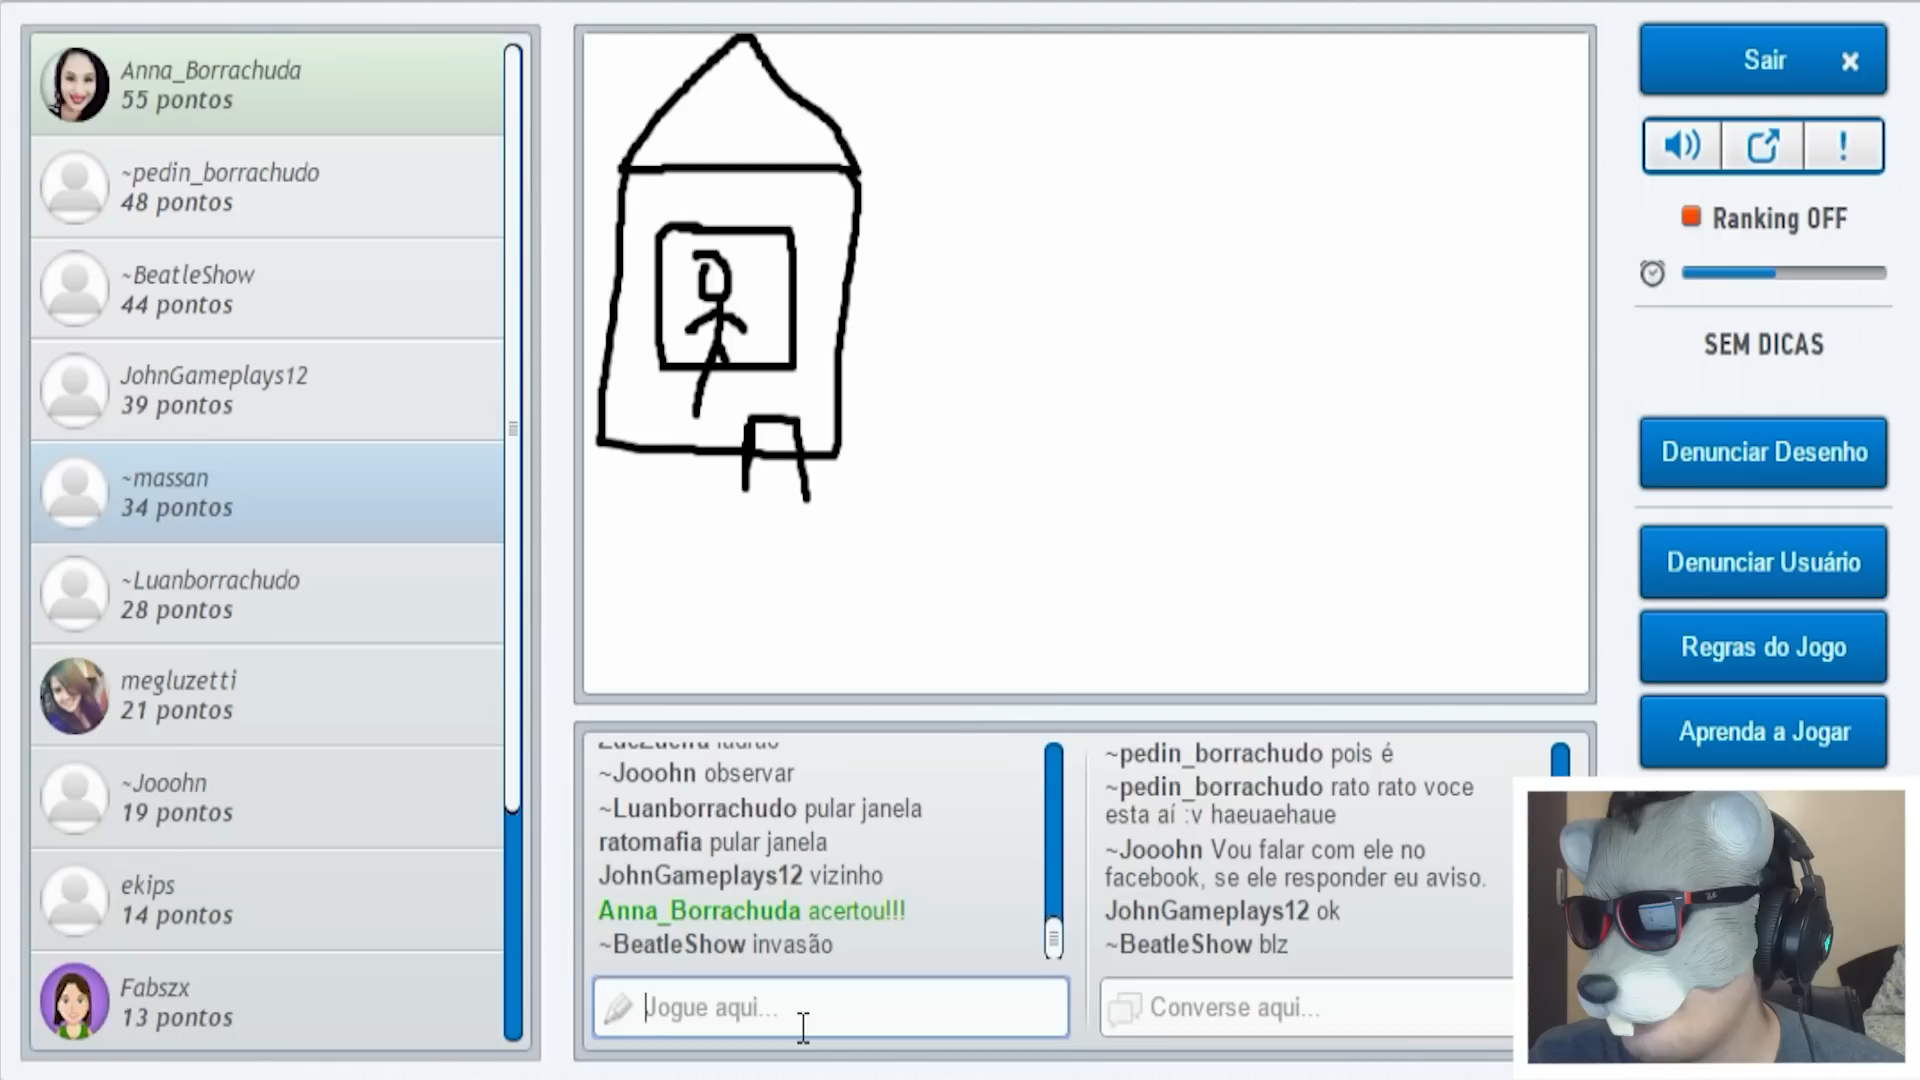 Anna_Borrachuda
55 pontos
~pedin_borrachudo
48 pontos
~BeatleShow
44 pontos
JohnGameplays12
39 pontos
~massan
34 pontos
~Luanborrachudo
28 pontos
megluzetti
21 pontos
~Jooohn
19 pontos
ekips
14 pontos
Fabszx
13 pontos
~Jooohn observar
~Luanborrachudo pular janela
ratomafia pular janela
JohnGameplays12 vizinho
Anna_Borrachuda acertou!!!
~BeatleShow invasão
Jogue aqui...
~pedin_borrachudo pois é
~pedin_borrachudo rato rato voce
esta aí :v haeuaehaue
~Jooohn Vou falar com ele no
facebook, se ele responder eu aviso.
JohnGameplays12 ok
~BeatleShow blz
Converse aqui...
Sair
!
Ranking OFF
SEM DICAS
Denunciar Desenho
Denunciar Usuário
Regras do Jogo
Aprenda a Jogar